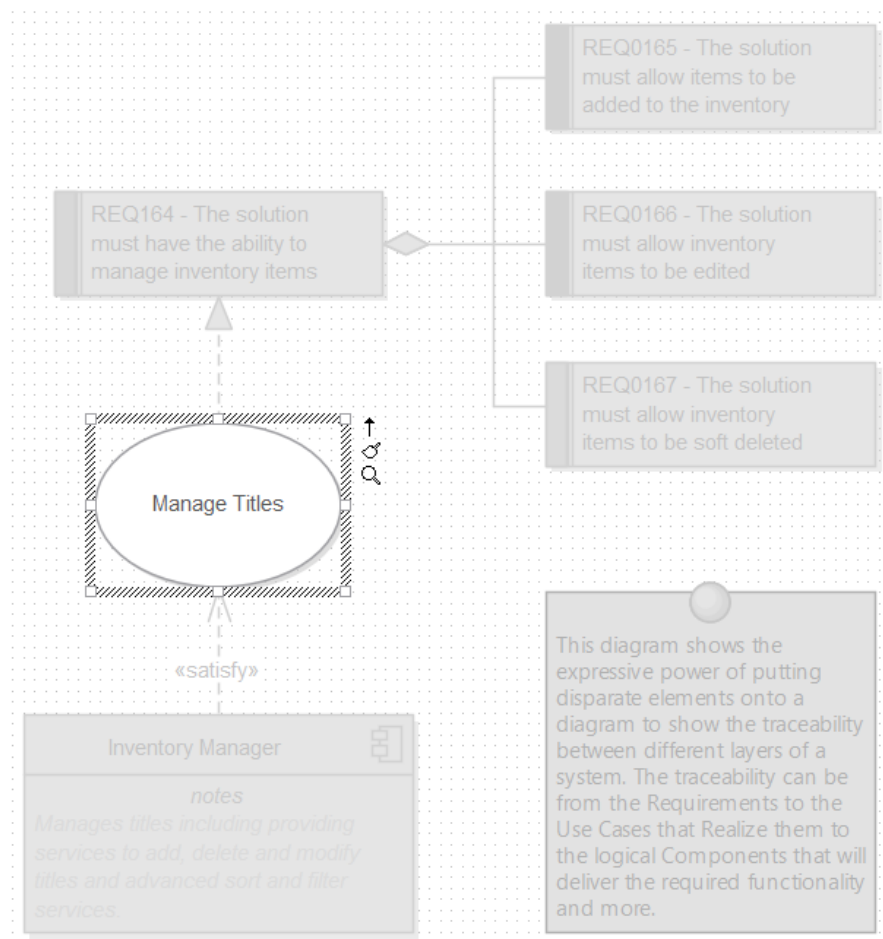 REQ0165 - The solution
must allow items to be
added to the inventory
REQ164 - The solution
must have the ability to
manage inventory items
REQ0166 - The solution
must allow inventory
items to be edited
REQ0167 - The solution
must allow inventory
items to be soft deleted
Manage Titles
«satisfy»
Inventory Manager
notes
Manages titles including providing
services to add, delete and modify
titles and advanced sort and filter
services.
This diagram shows the
expressive power of putting
disparate elements onto a
diagram to show the traceability
between different layers of a
system. The traceability can be
from the Requirements to the
Use Cases that Realize them to
the logical Components that will
deliver the required functionality
and more.